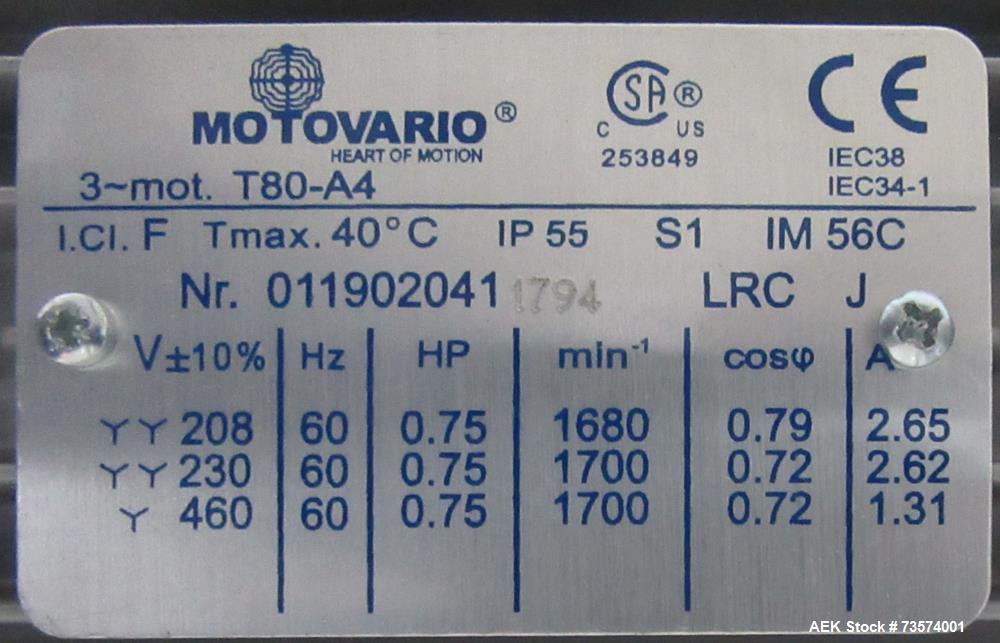 MOTOVARIO®
HEART OF MOTION
CSA®
C US
253849
CE
IEC38
IEC34-1
3~mot. T80-A4
I.Cl. F Tmax. 40°C IP 55 S1 IM 56C
Nr. 011902041 1794 LRC J
V±10% Hz HP min⁻¹ cosφ A
YY 208 60 0.75 1680 0.79 2.65
YY 230 60 0.75 1700 0.72 2.62
Y 460 60 0.75 1700 0.72 1.31
AEK Stock #73574001